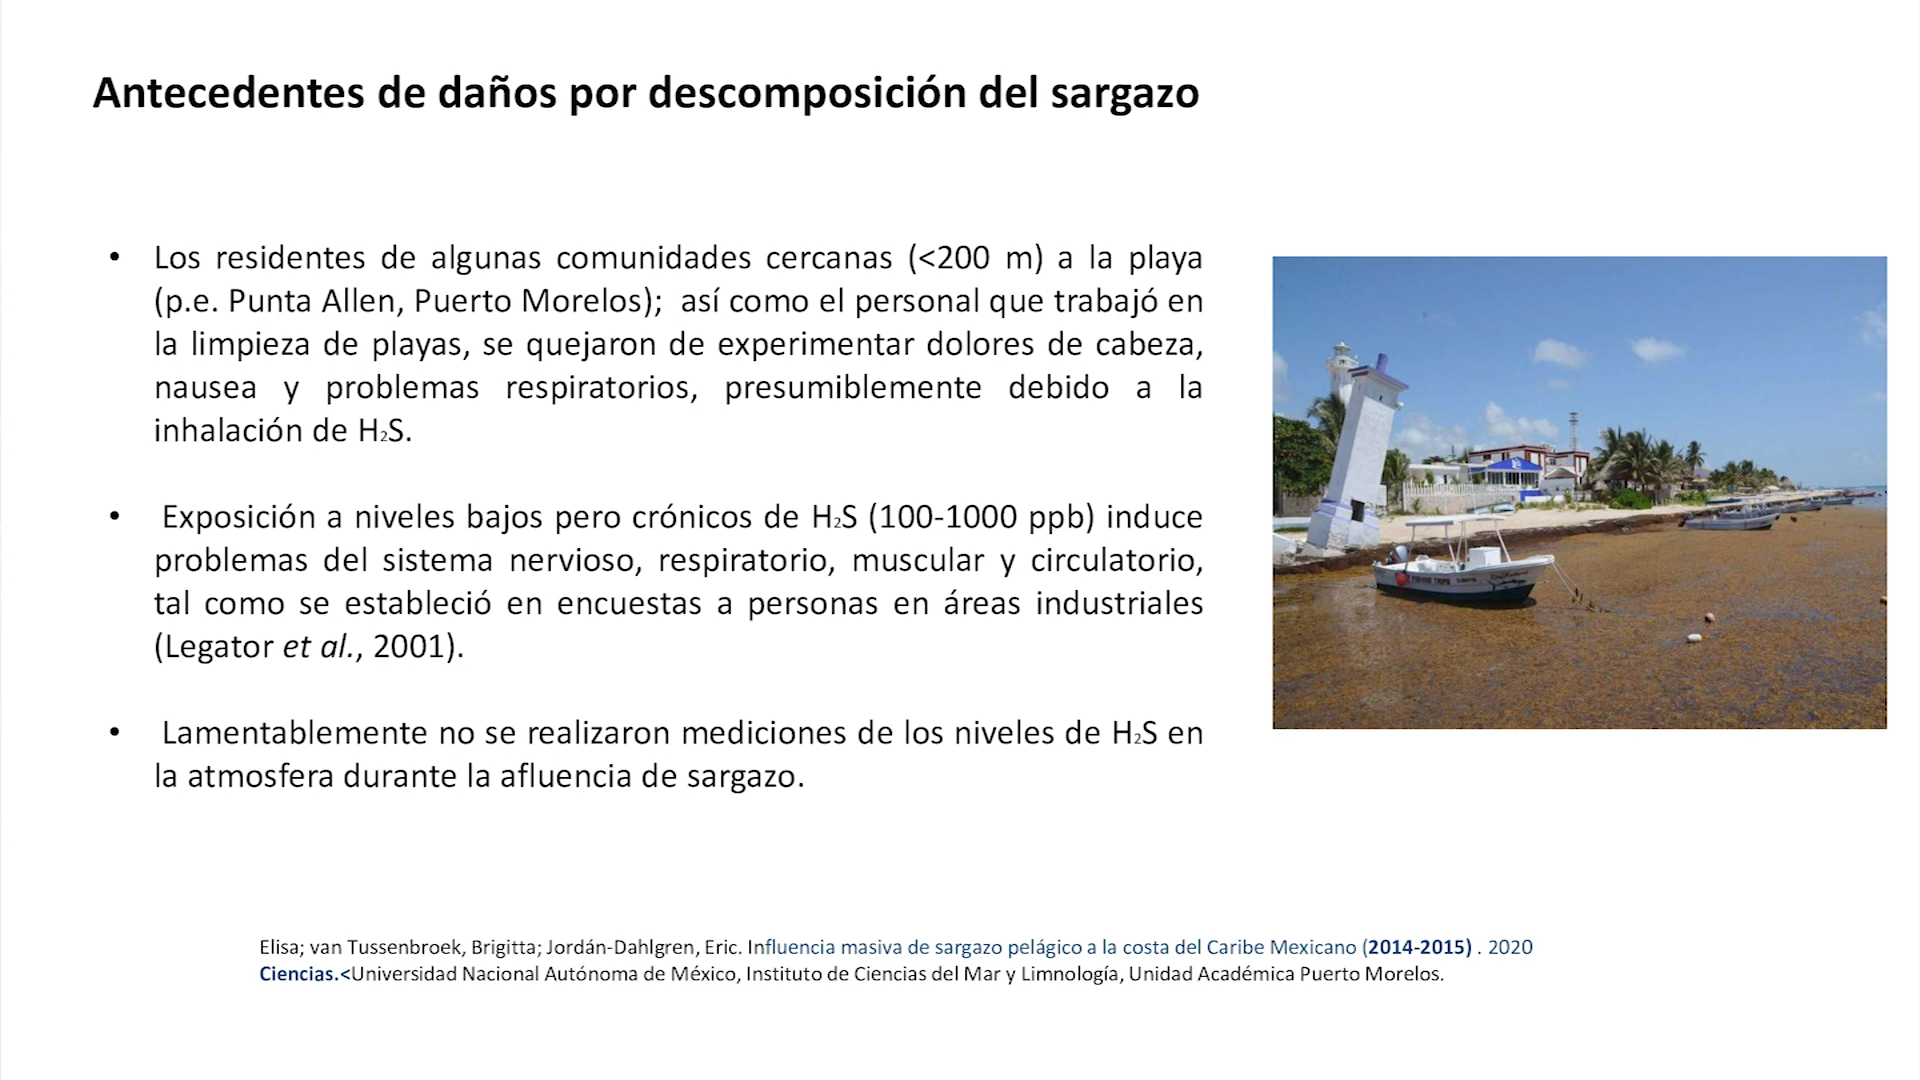 Antecedentes de daños por descomposición del sargazo
• Los residentes de algunas comunidades cercanas (<200 m) a la playa
(p.e. Punta Allen, Puerto Morelos); así como el personal que trabajó en
la limpieza de playas, se quejaron de experimentar dolores de cabeza,
nausea y problemas respiratorios, presumiblemente debido a la
inhalación de H₂S.
• Exposición a niveles bajos pero crónicos de H₂S (100-1000 ppb) induce
problemas del sistema nervioso, respiratorio, muscular y circulatorio,
tal como se estableció en encuestas a personas en áreas industriales
(Legator et al., 2001).
• Lamentablemente no se realizaron mediciones de los niveles de H₂S en
la atmosfera durante la afluencia de sargazo.
Elisa; van Tussenbroek, Brigitta; Jordán-Dahlgren, Eric. Influencia masiva de sargazo pelágico a la costa del Caribe Mexicano (2014-2015) . 2020
Ciencias.<Universidad Nacional Autónoma de México, Instituto de Ciencias del Mar y Limnología, Unidad Académica Puerto Morelos.